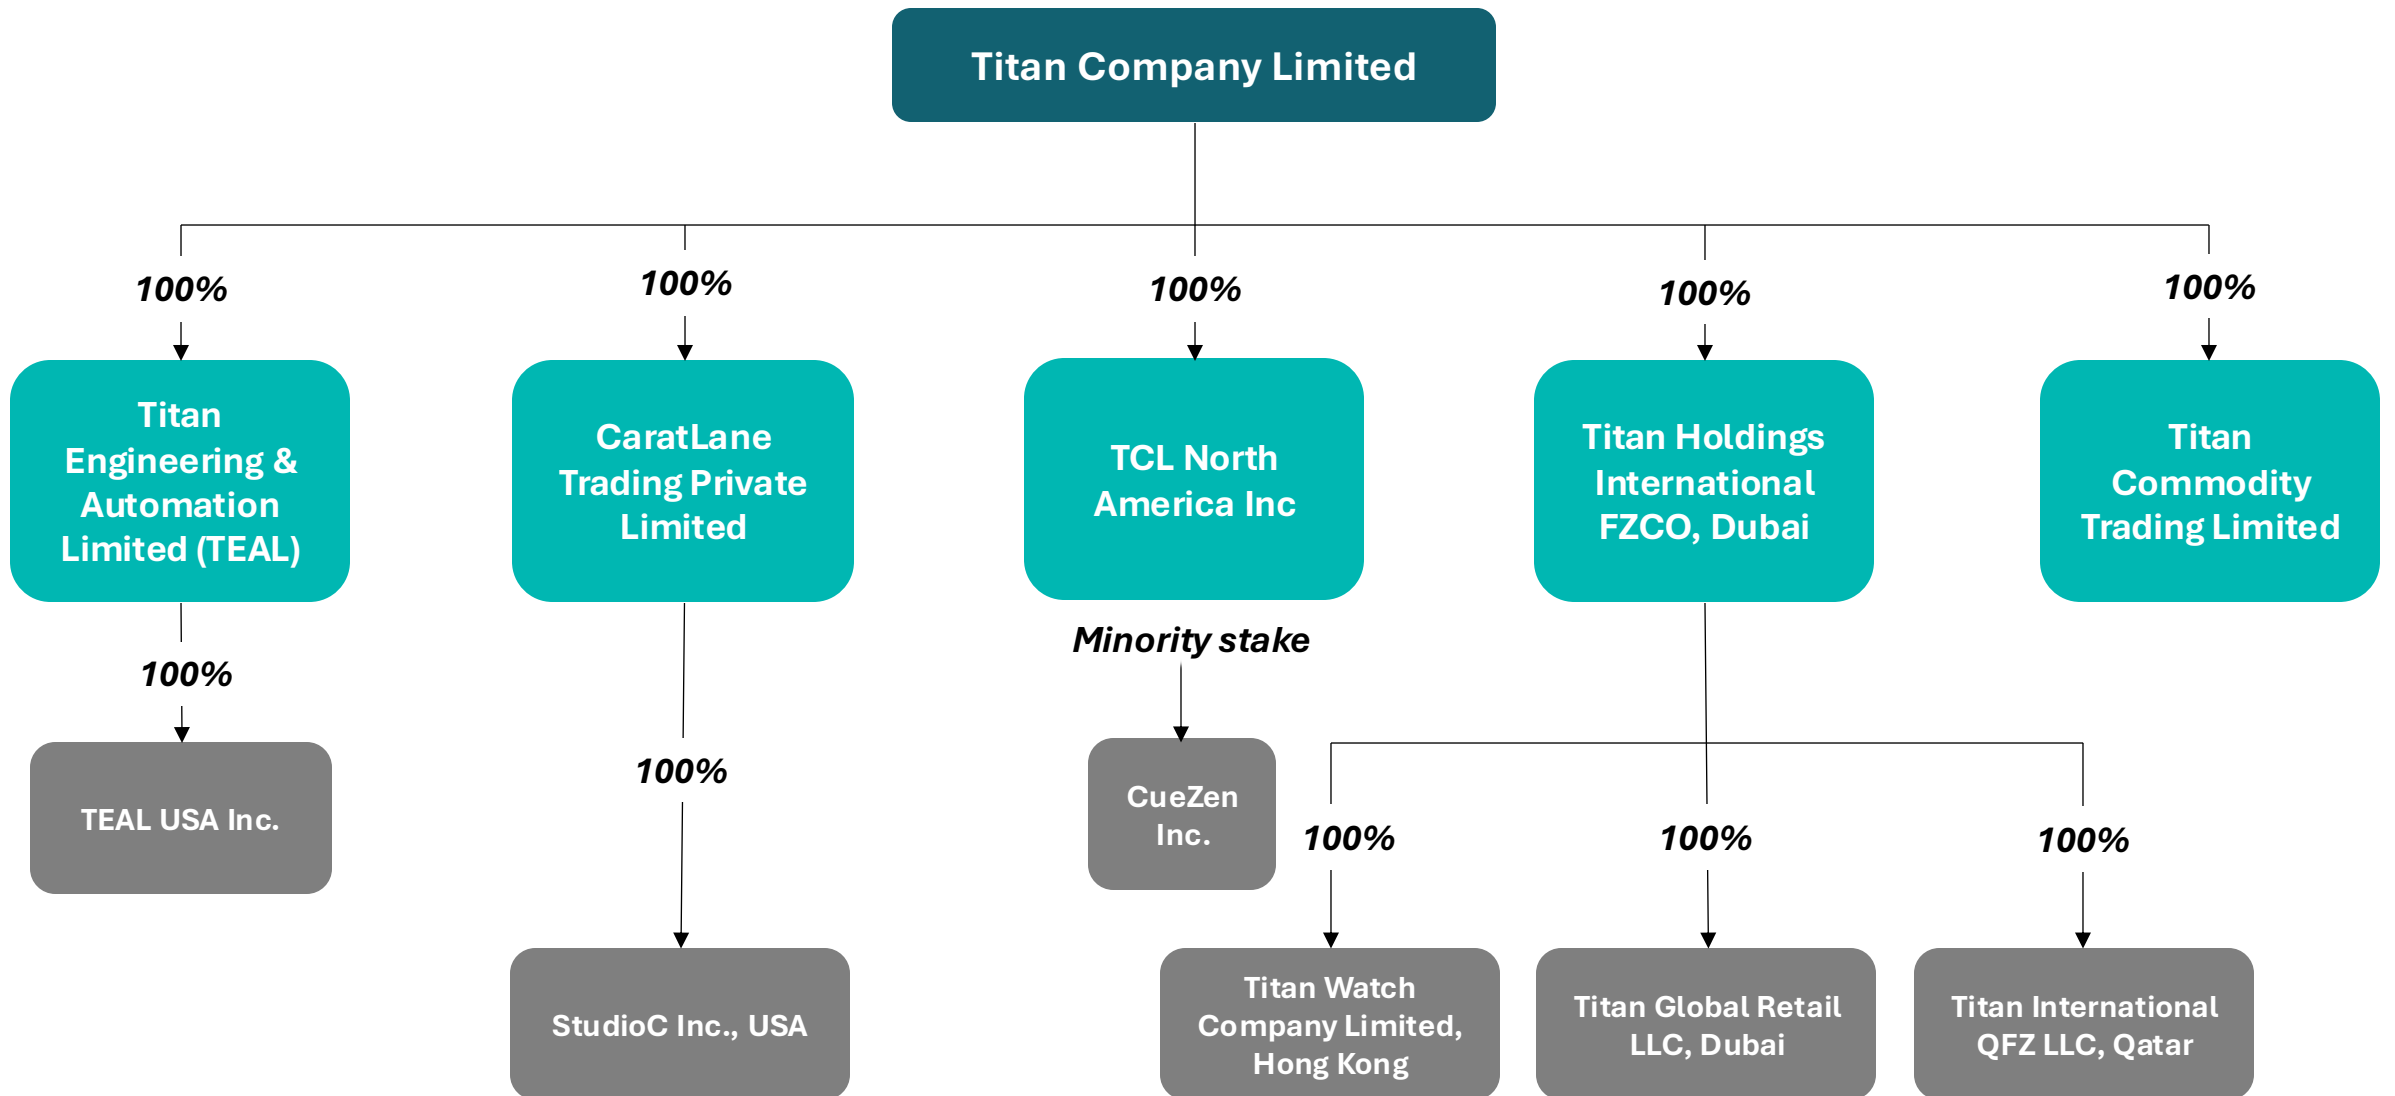 Titan Company Limited
100%
100%
100%
100%
100%
Titan
Engineering &
Automation
Limited (TEAL)
CaratLane
Trading Private
Limited
TCL North
America Inc
Titan Holdings
International
FZCO, Dubai
Titan
Commodity
Trading Limited
100%
100%
Minority stake
TEAL USA Inc.
StudioC Inc., USA
CueZen
Inc.
100%
100%
100%
Titan Watch
Company Limited,
Hong Kong
Titan Global Retail
LLC, Dubai
Titan International
QFZ LLC, Qatar